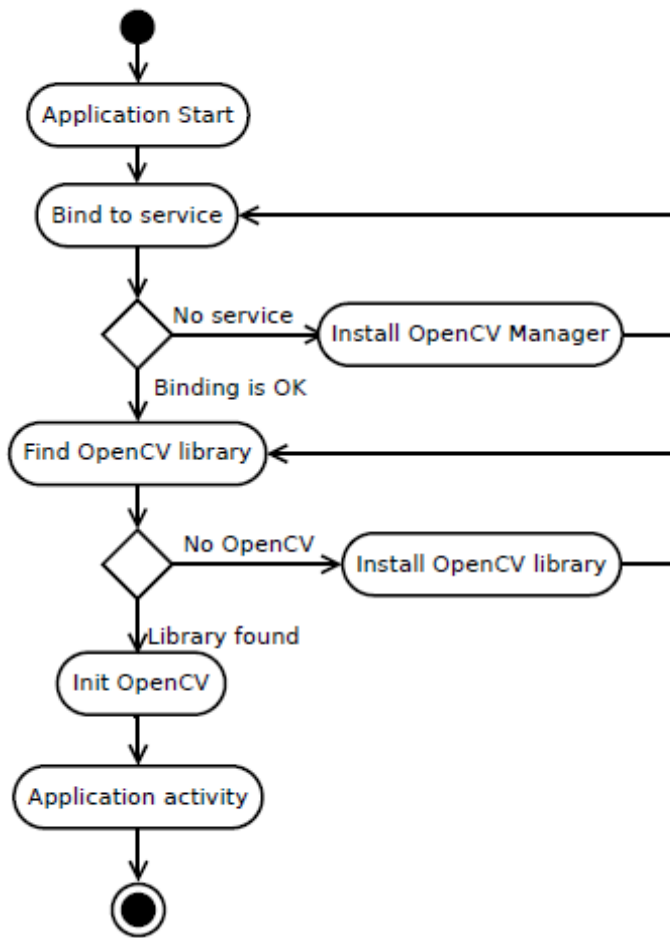 Application Start
Bind to service
No service
Install OpenCV Manager
Binding is OK
Find OpenCV library
No OpenCV
Install OpenCV library
Library found
Init OpenCV
Application activity